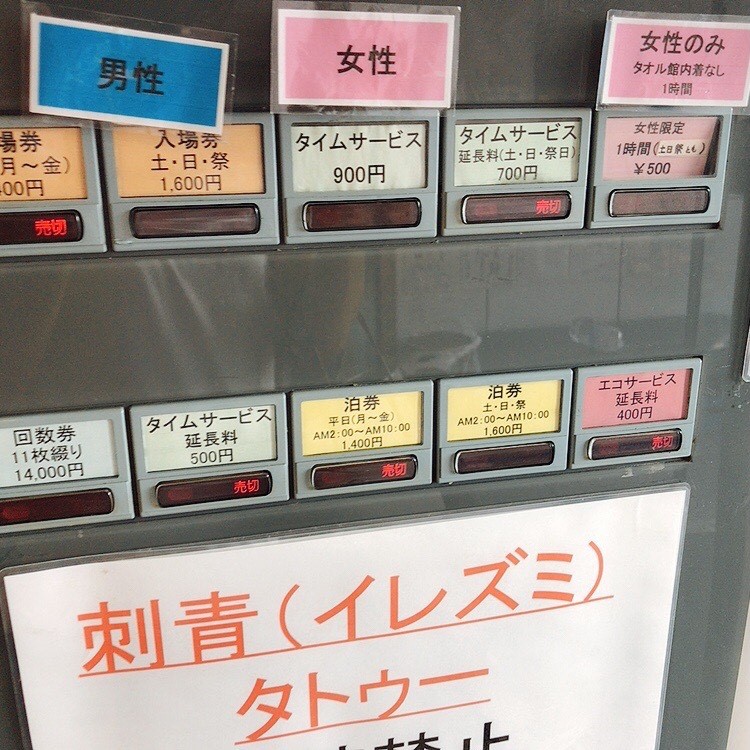 男性
女性
女性のみ
タオル館内着なし
1時間
場券
月～金)
400円
売切
入場券
土・日・祭
1,600円
タイムサービス
900円
タイムサービス
延長料(土・日・祭日)
700円
売切
女性限定
1時間(土日祭とも)
￥500
回数券
11枚綴り
14,000円
タイムサービス
延長料
500円
売切
泊券
平日(月～金)
AM2:00～AM10:00
1,400円
売切
泊券
土・日・祭
AM2:00～AM10:00
1,600円
エコサービス
延長料
400円
売切
刺青(イレズミ)
タトゥー
禁止